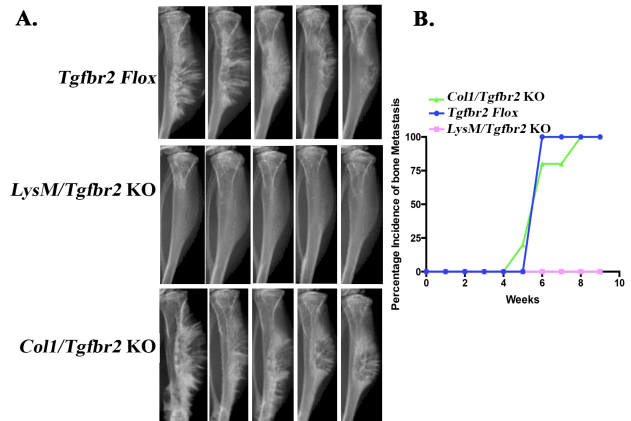 A.
Tgfbr2 Flox
LysM/Tgfbr2 KO
Col1/Tgfbr2 KO
B.
Col1/Tgfbr2 KO
Tgfbr2 Flox
LysM/Tgfbr2 KO
Percentage Incidence of bone Metastasis
100
75
50
25
0
0 2 4 6 8 10
Weeks